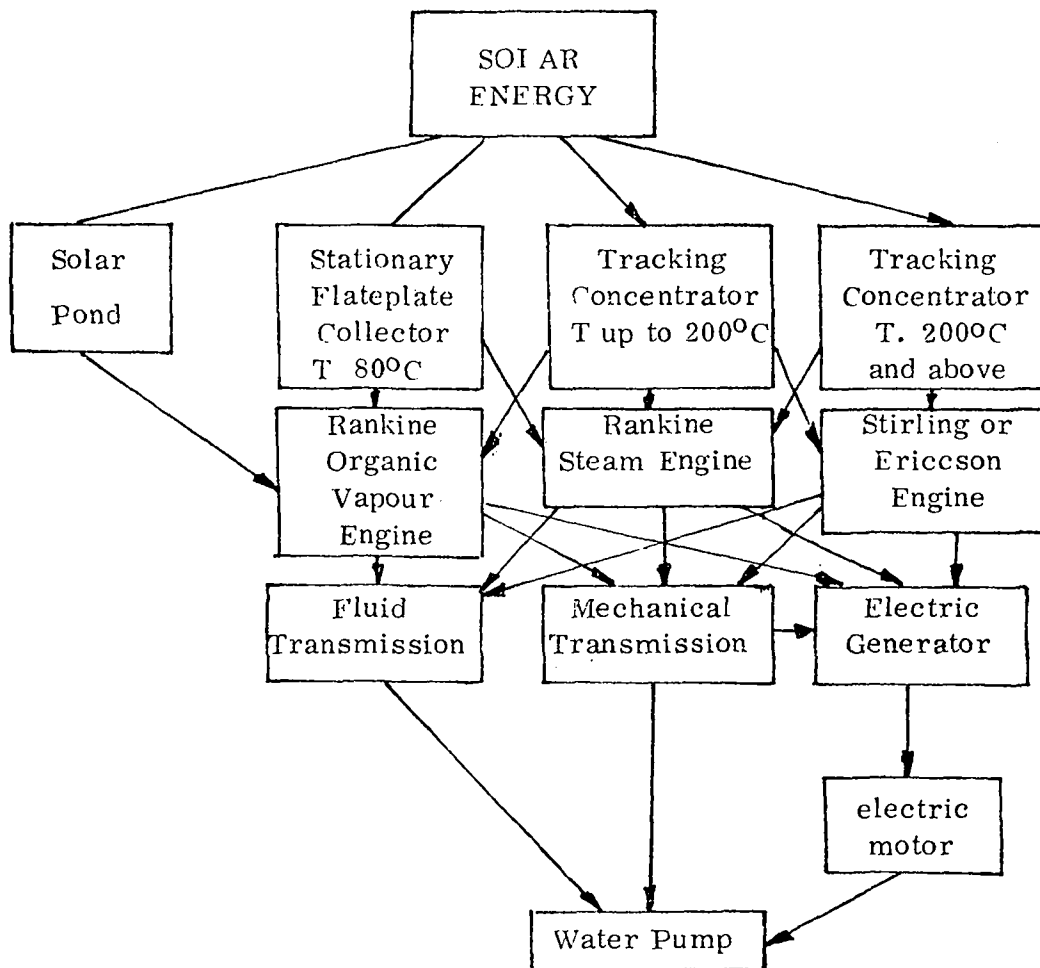 SOI AR
ENERGY
Solar
Pond
Stationary
Flateplate
Collector
T 80°C
Tracking
Concentrator
T up to 200°C
Tracking
Concentrator
T. 200°C
and above
Rankine
Organic
Vapour
Engine
Rankine
Steam Engine
Stirling or
Ericcson
Engine
Fluid
Transmission
Mechanical
Transmission
Electric
Generator
electric
motor
Water Pump